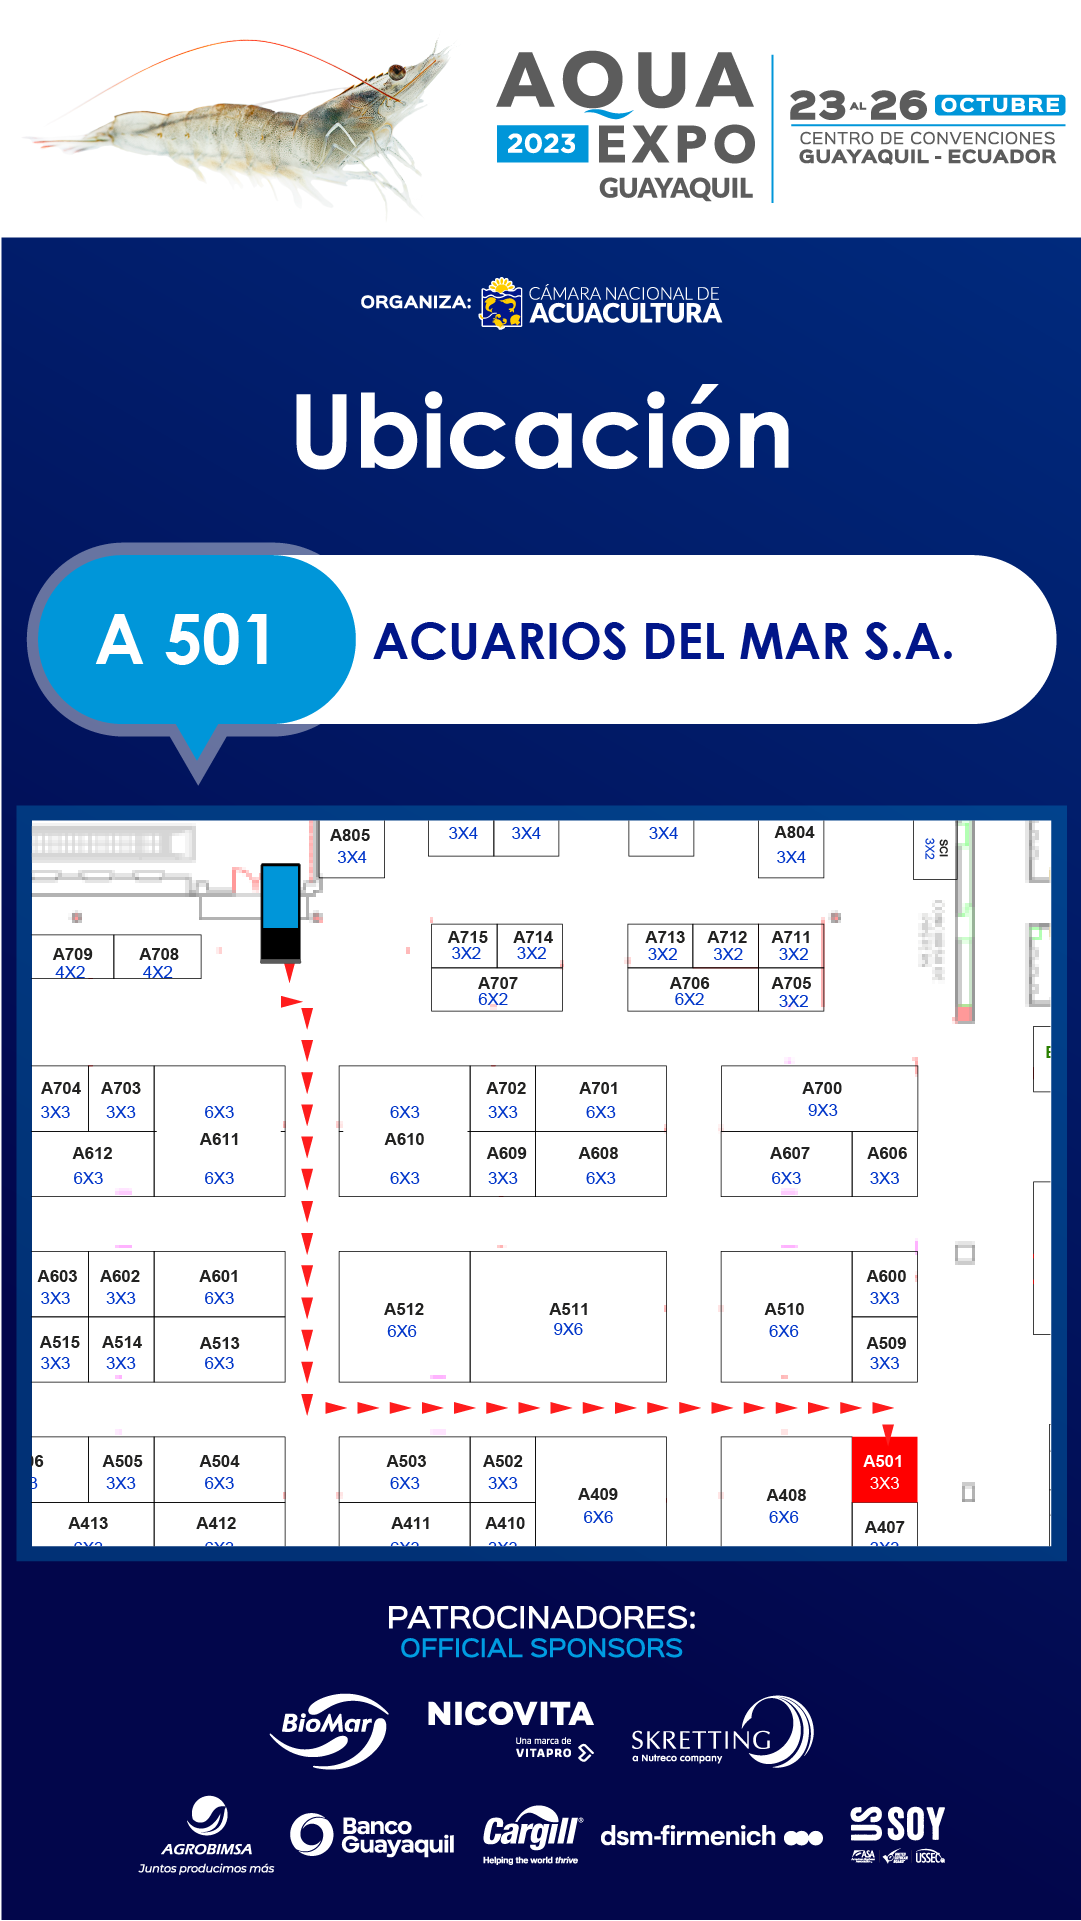 AQUA
2023 EXPO
GUAYAQUIL
23 AL 26 OCTUBRE
CENTRO DE CONVENCIONES
GUAYAQUIL - ECUADOR
ORGANIZA: CÁMARA NACIONAL DE
ACUACULTURA
Ubicación
A 501 ACUARIOS DEL MAR S.A.
A805 A804
3X4 3X4 3X4 3X4 3X4
SCI
3X2
A709 A708
4X2 4X2
A715 A714 A713 A712 A711
3X2 3X2 3X2 3X2 3X2
A707 A706 A705
6X2 6X2 3X2
A704 A703 A702 A701 A700
3X3 3X3 6X3 6X3 3X3 6X3 9X3
A611 A610
A612 A609 A608 A607 A606
6X3 6X3 6X3 3X3 6X3 6X3 3X3
A603 A602 A601 A600
3X3 3X3 6X3 3X3
A512 A511 A510
6X6 9X6 6X6
A515 A514 A513 A509
3X3 3X3 6X3 3X3
A505 A504 A503 A502 A501
3X3 6X3 6X3 3X3 3X3
A409 A408
6X6 6X6
A413 A412 A411 A410 A407
PATROCINADORES:
OFFICIAL SPONSORS
BioMar
NICOVITA
Una marca de
VITAPRO
SKRETTING
a Nutreco company
AGROBIMSA
Juntos producimos más
Banco
Guayaquil
Cargill®
Helping the world thrive
dsm-firmenich
US SOY
ASA
USSEC